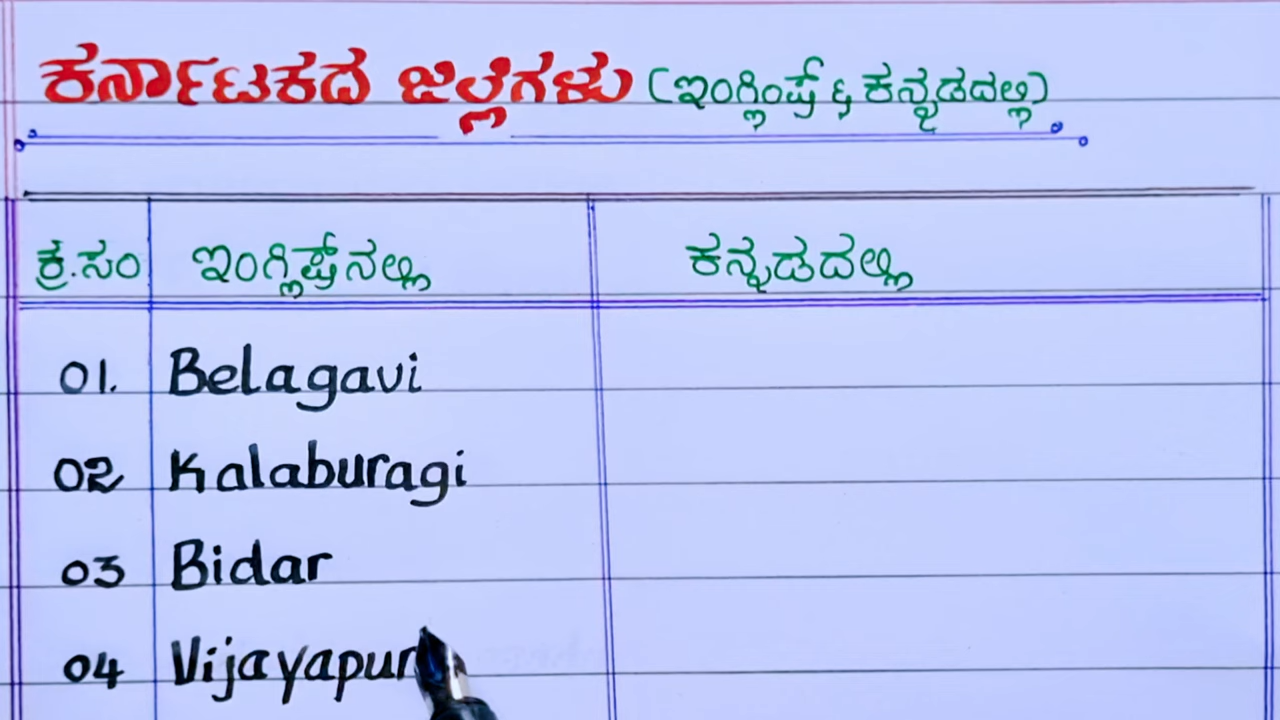 ಕರ್ನಾಟಕದ ಜಿಲ್ಲೆಗಳು (ಇಂಗ್ಲಿಂಷ್ & ಕನ್ನಡದಲ್ಲಿ)
ಕ್ರ.ಸಂ ಇಂಗ್ಲಿಷ್‌ನಲ್ಲಿ ಕನ್ನಡದಲ್ಲಿ
01. Belagavi
02 Kalaburagi
03 Bidar
04 Vijayapur